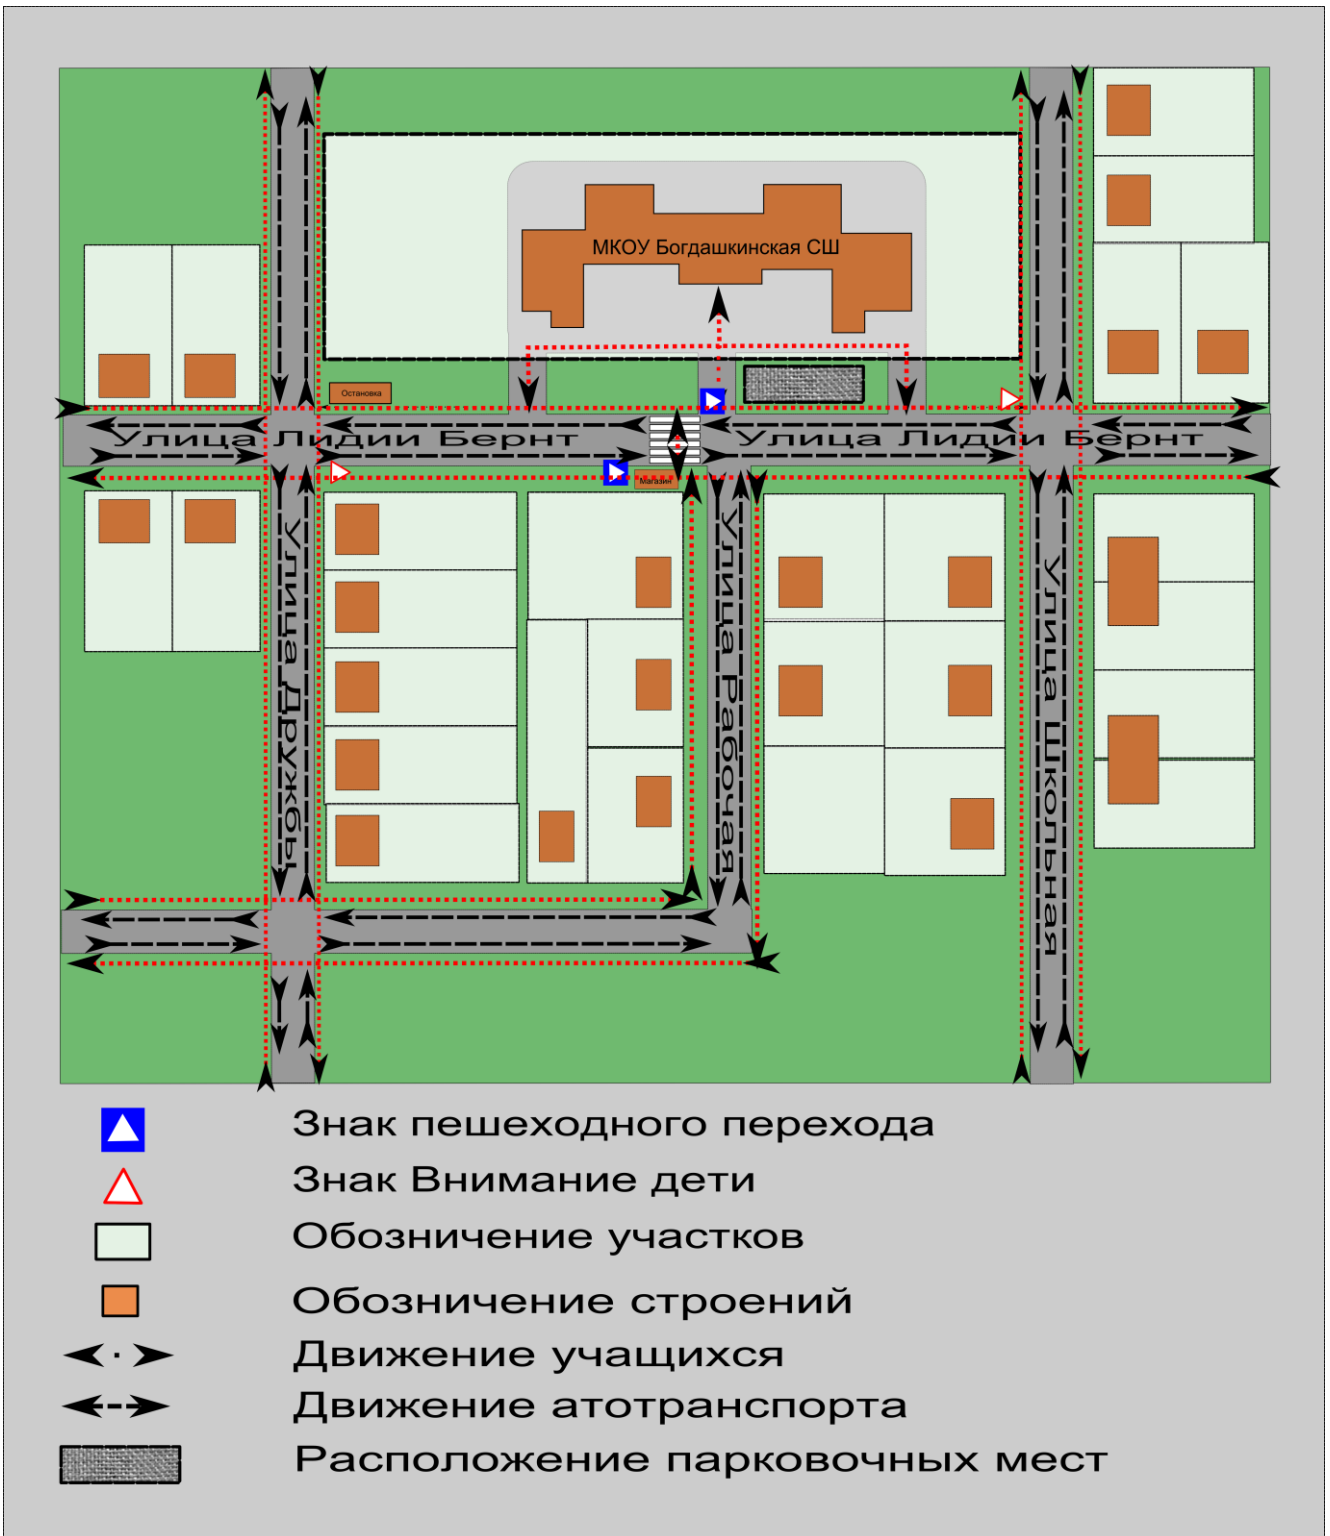 МКОУ Богдашкинская СШ
Остановка
Улица Лидии Бернт
Улица Лидии Бернт
Магазин
Улица Дружбы
Улица Рабочая
Улица Школьная
Знак пешеходного перехода
Знак Внимание дети
Обозничение участков
Обозничение строений
Движение учащихся
Движение атотранспорта
Расположение парковочных мест